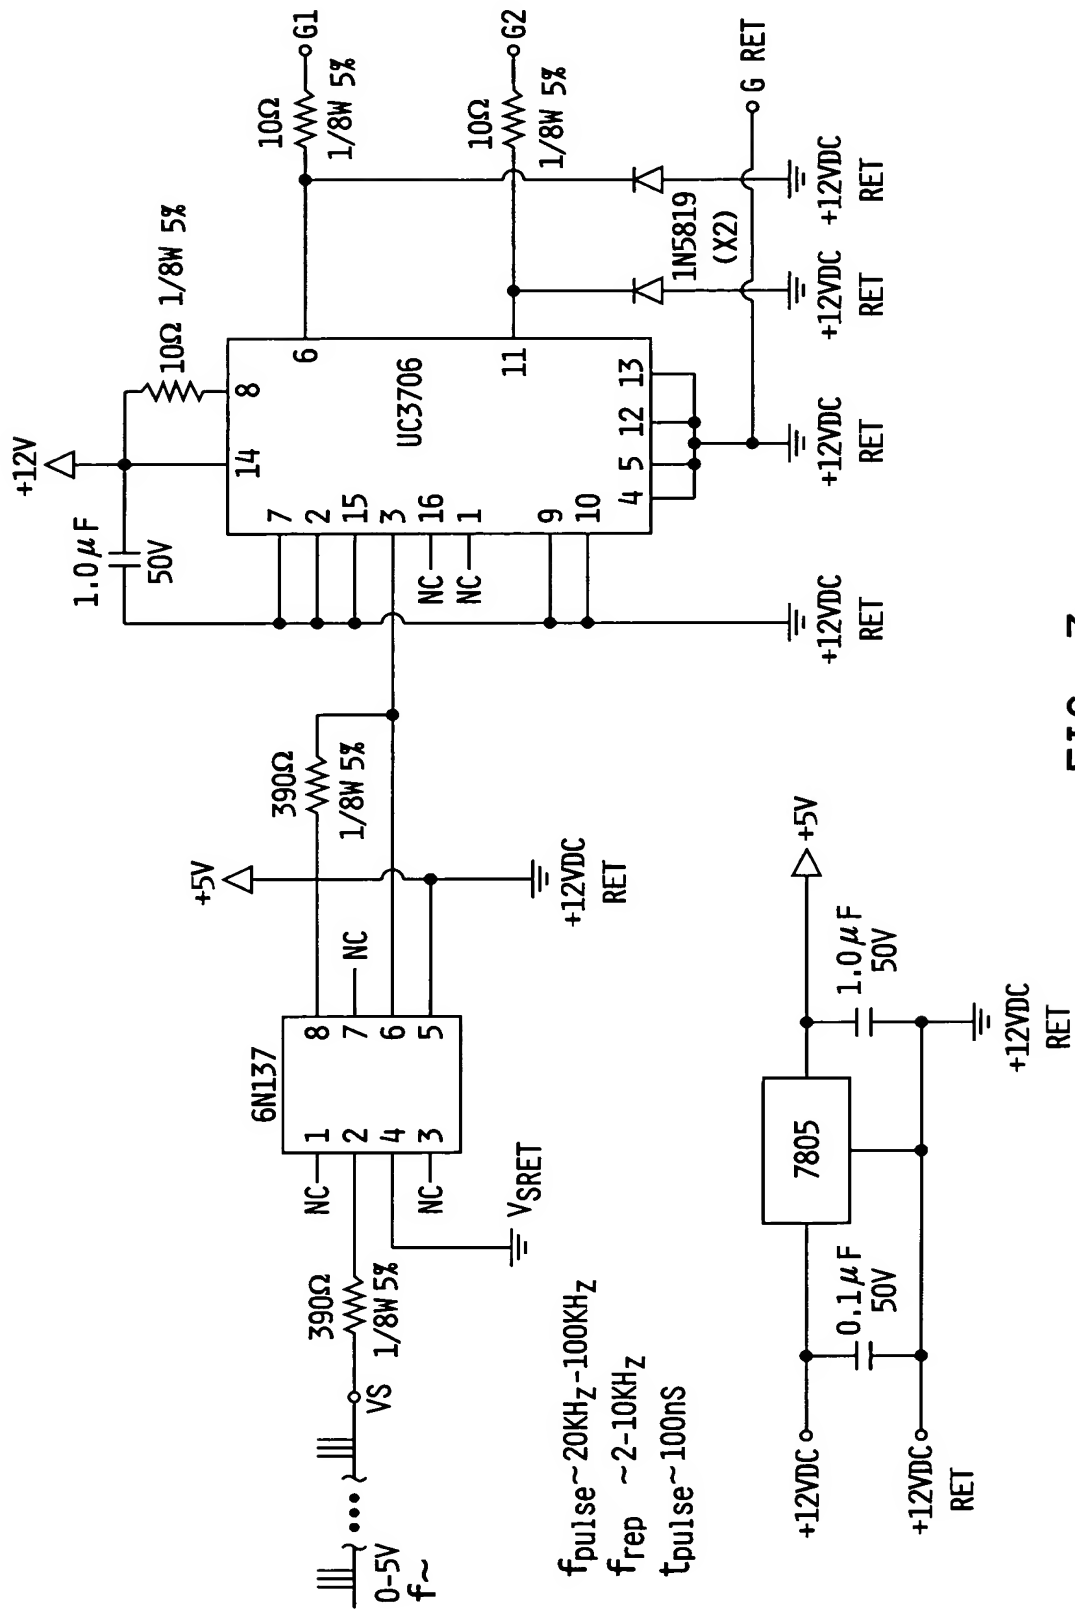 +12V
1.0μF
50V
10Ω 1/8W 5%
10Ω
1/8W 5%
G1
10Ω
1/8W 5%
G2
G RET
UC3706
14
8
6
11
7
2
15
3
16
1
9
10
4
5
12
13
NC
NC
1N5819
(X2)
+12VDC
RET
+12VDC
RET
+12VDC
RET
+12VDC
RET
390Ω
1/8W 5%
+5V
NC
+12VDC
RET
6N137
8
7
6
5
1
2
4
3
NC
NC
VSRET
390Ω
1/8W 5%
VS
0-5V
f~
fpulse~20KHz-100KHz
frep ~2-10KHz
tpulse~100nS
+12VDC
+12VDC
RET
0.1μF
50V
7805
1.0μF
50V
+5V
+12VDC
RET